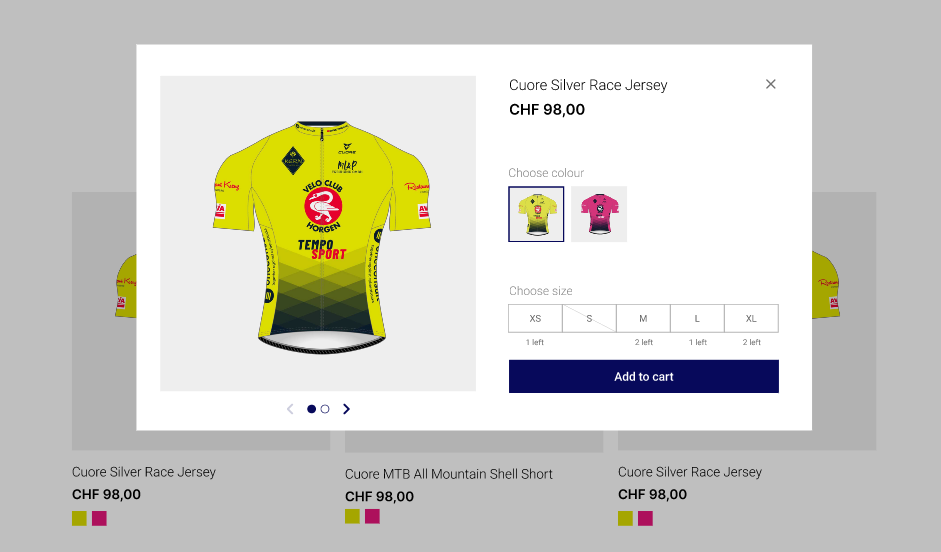 Cuore Silver Race Jersey
CHF 98,00
KERN
CUORE
VELO CLUB
HORGEN
TEMPO
SPORT
Choose colour
Choose size
XS
S
M
L
XL
1 left
2 left
1 left
2 left
Add to cart
Cuore Silver Race Jersey
CHF 98,00
Cuore MTB All Mountain Shell Short
CHF 98,00
Cuore Silver Race Jersey
CHF 98,00